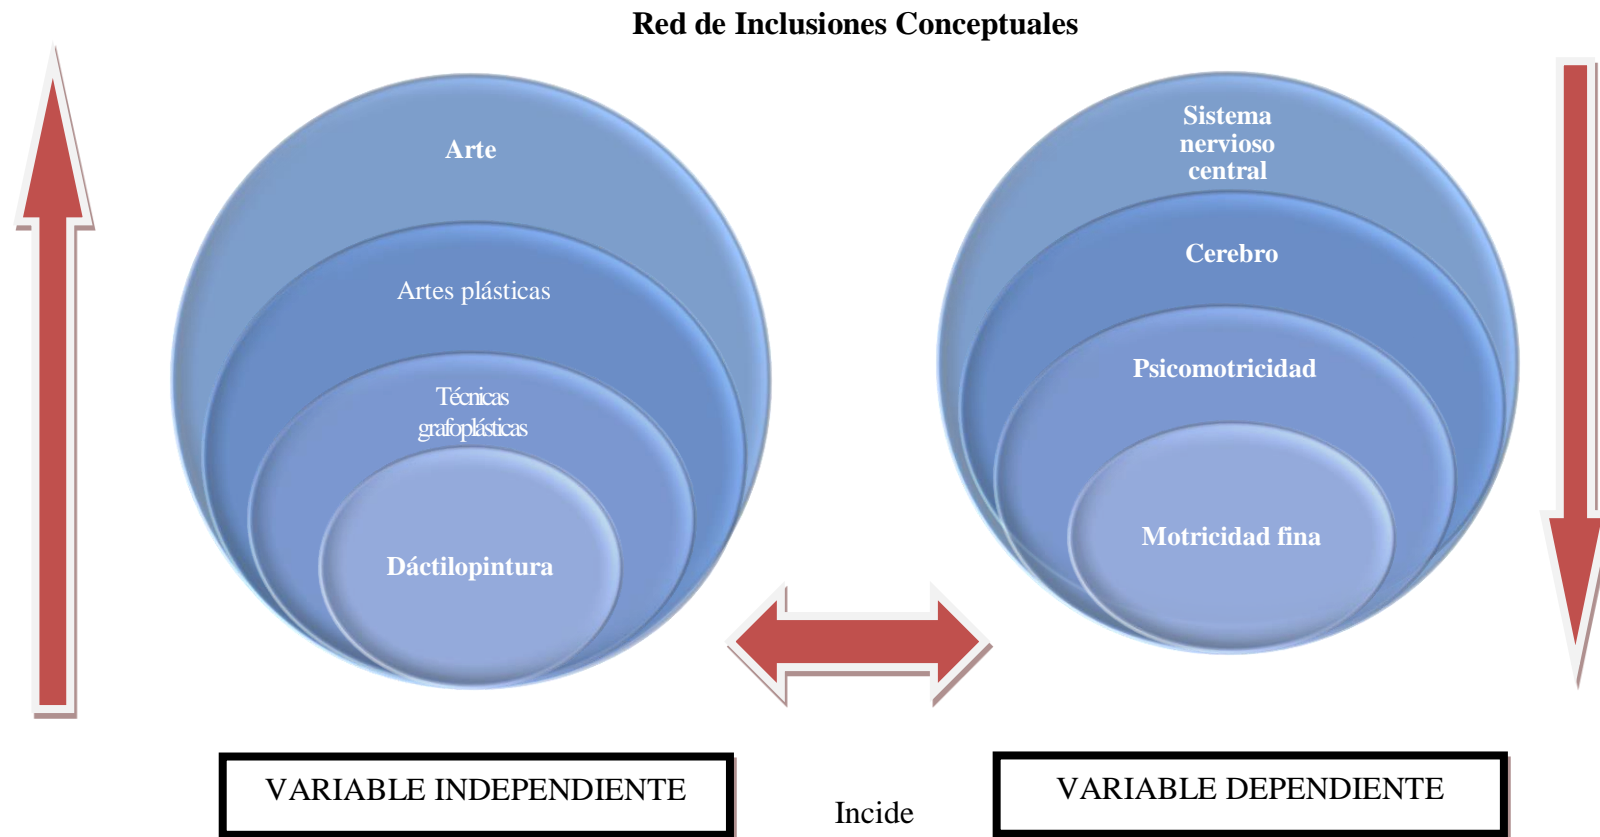 Red de Inclusiones Conceptuales
Arte
Artes plásticas
Técnicas
grafoplásticas
Dáctilopintura
Sistema
nervioso
central
Cerebro
Psicomotricidad
Motricidad fina
VARIABLE INDEPENDIENTE
Incide
VARIABLE DEPENDIENTE